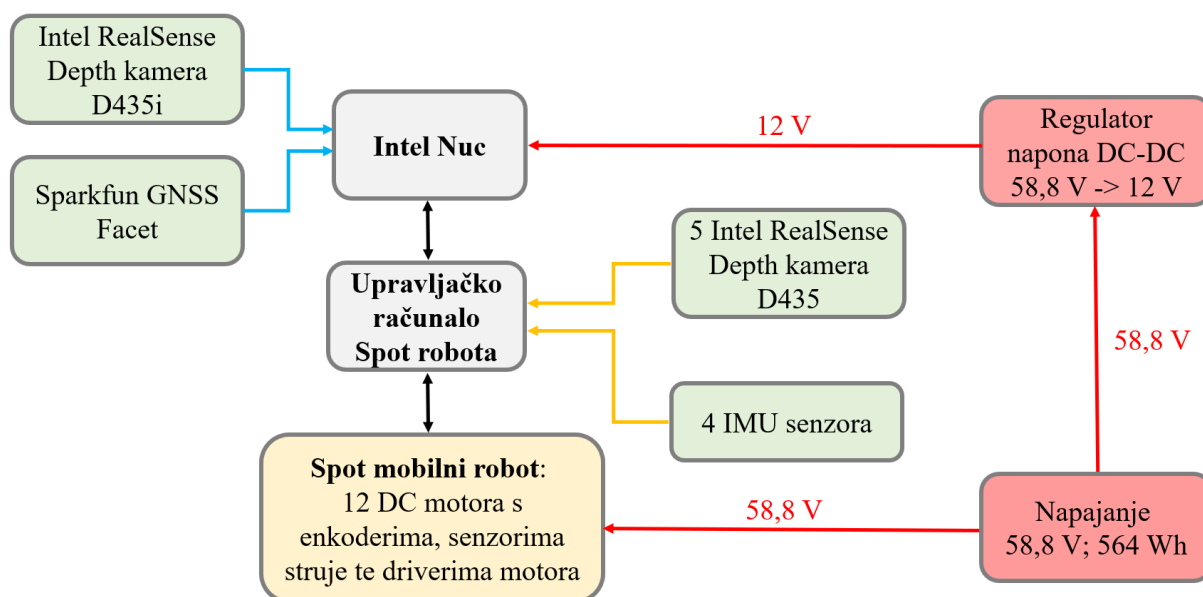 Intel RealSense
Depth kamera
D435i
Sparkfun GNSS
Facet
Intel Nuc
12 V
Regulator
napona DC-DC
58,8 V -> 12 V
5 Intel RealSense
Depth kamera
D435
Upravljačko
računalo
Spot robota
58,8 V
4 IMU senzora
Spot mobilni robot:
12 DC motora s
enkoderima, senzorima
struje te driverima motora
58,8 V
Napajanje
58,8 V; 564 Wh